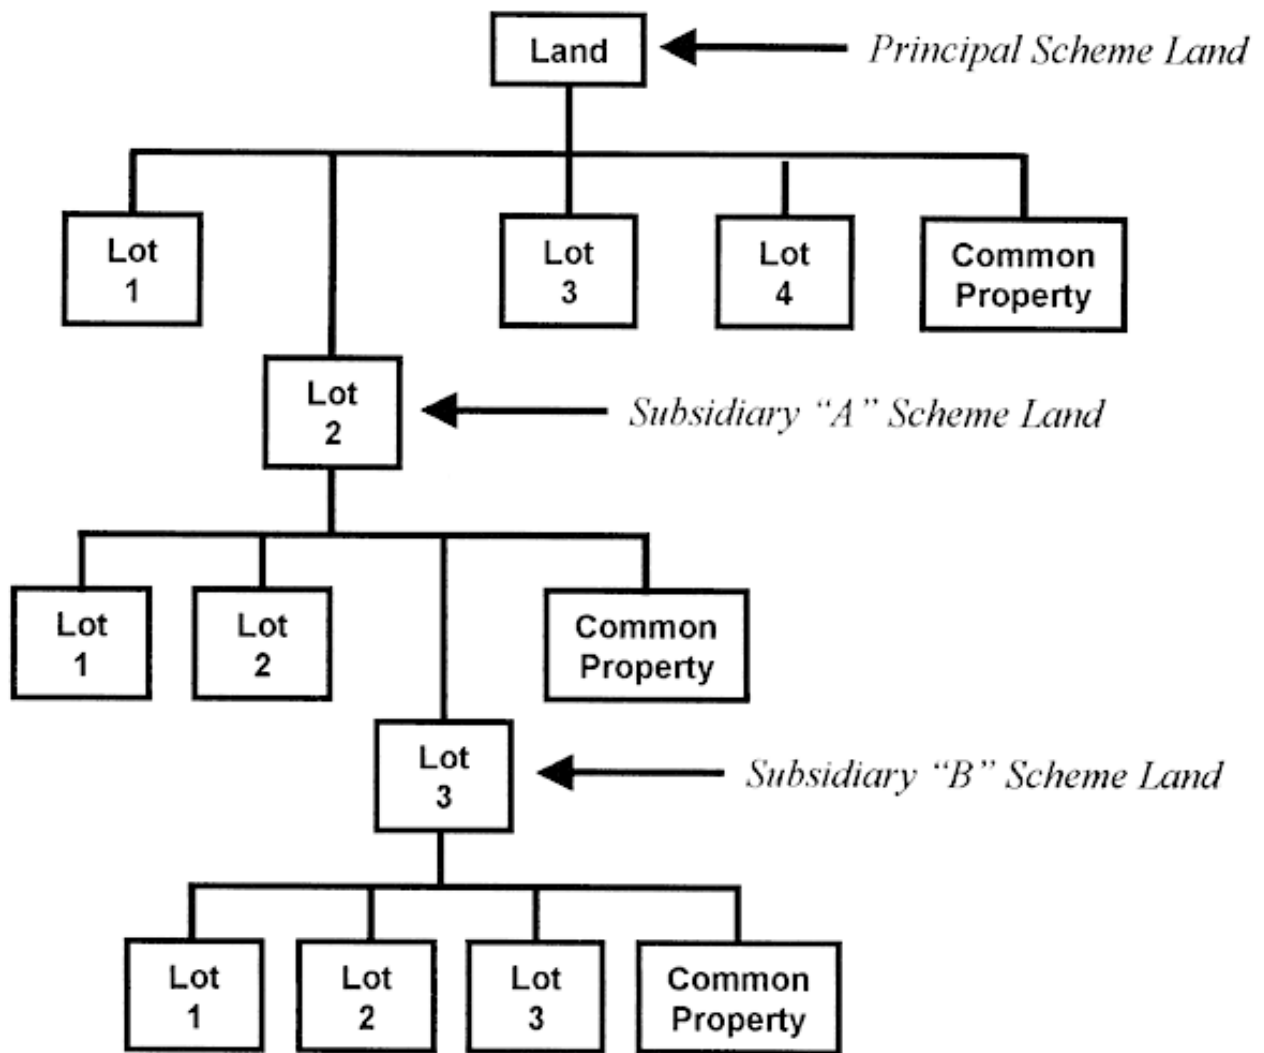 Land
Principal Scheme Land
Lot
1
Lot
3
Lot
4
Common
Property
Lot
2
Subsidiary “A” Scheme Land
Lot
1
Lot
2
Common
Property
Lot
3
Subsidiary “B” Scheme Land
Lot
1
Lot
2
Lot
3
Common
Property